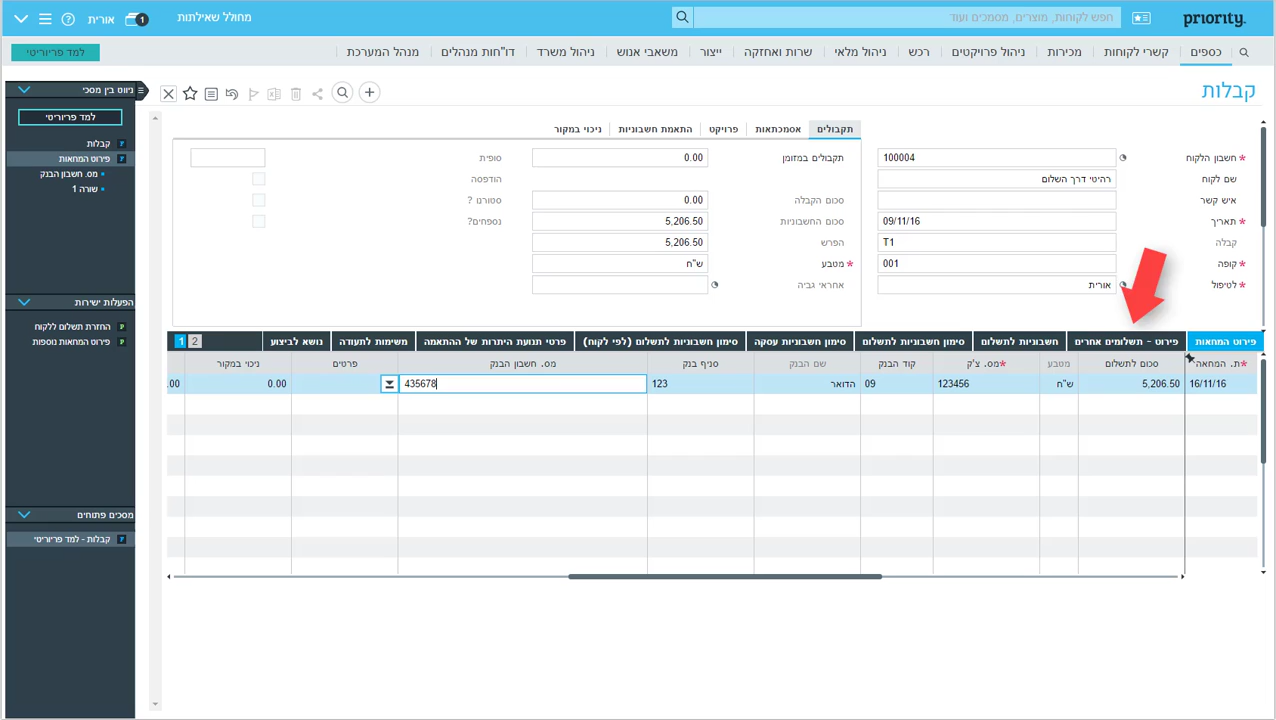 priority.
חפש לקוחות, מוצרים, מסמכים ועוד
מחולל שאילתות
1
אורית
?
כספים
קשרי לקוחות
מכירות
ניהול פרויקטים
רכש
ניהול מלאי
שרות ואחזקה
ייצור
משאבי אנוש
ניהול משרד
דו"חות מנהלים
מנהל המערכת
למד פריוריטי
קבלות
ניווט בין מסכי
למד פריוריטי
קבלות
פירוט המחאות
מס. חשבון הבנק
שורה 1
הפעלות ישירות
החזרת תשלום ללקוח
פירוט המחאות נוספות
מסכים פתוחים
קבלות - למד פריוריטי
תקבולים
אסמכתאות
פרויקט
התאמת חשבוניות
ניכוי במקור
* חשבון הלקוח 100004
שם לקוח רהיטי דרך השלום
איש קשר
* תאריך 09/11/16
קבלה T1
* קופה 001
* לטיפול אורית
תקבולים במזומן 0.00
סכום הקבלה 0.00
סכום החשבוניות 5,206.50
הפרש 5,206.50
* מטבע ש"ח
אחראי גביה
סופית
הודפסה
סטורנו ?
נספחים?
פירוט המחאות
פירוט - תשלומים אחרים
חשבוניות לתשלום
סימון חשבוניות לתשלום
סימון חשבוניות עסקה
סימון חשבוניות לתשלום (לפי לקוח)
פרטי תנועת היתרות של ההתאמה
משימות לתעודה
נושא לביצוע
1 2
*ת. המחאה
סכום לתשלום
מטבע
*מס. צ'ק
קוד הבנק
שם הבנק
סניף בנק
מס. חשבון הבנק
פרטים
ניכוי במקור
16/11/16
5,206.50
ש"ח
123456
09
הדואר
123
435678
0.00
.00